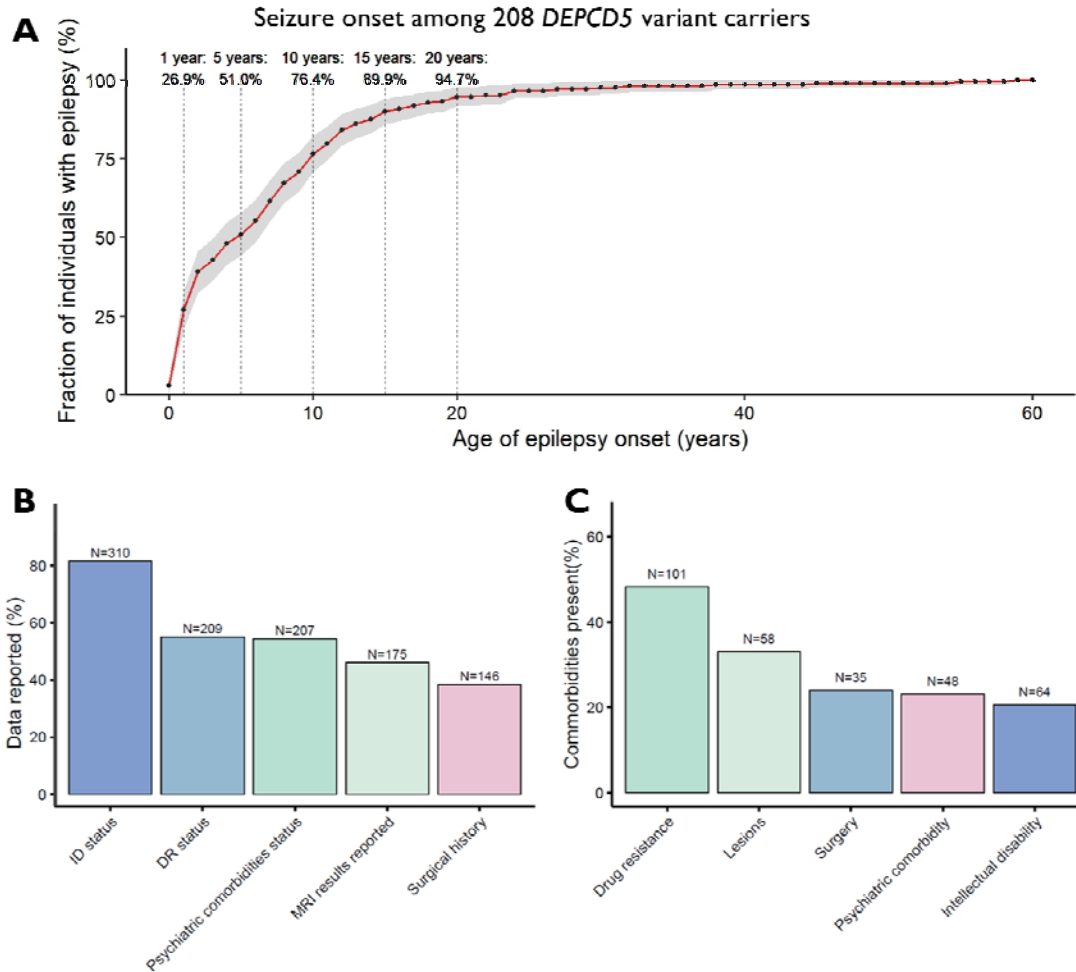 A
Seizure onset among 208 DEPCD5 variant carriers
Fraction of individuals with epilepsy (%)
1 year: 5 years: 10 years: 15 years: 20 years:
26.9% 51.0% 76.4% 89.9% 94.7%
100
75
50
25
0
0 10 20 40 60
Age of epilepsy onset (years)
B
Data reported (%)
80
60
40
20
0
N=310
N=209
N=207
N=175
N=146
ID status
DR status
Psychiatric comorbidities status
MRI results reported
Surgical history
C
Commorbidities present(%)
60
40
20
0
N=101
N=58
N=35
N=48
N=64
Drug resistance
Lesions
Surgery
Psychiatric comorbidity
Intellectual disability